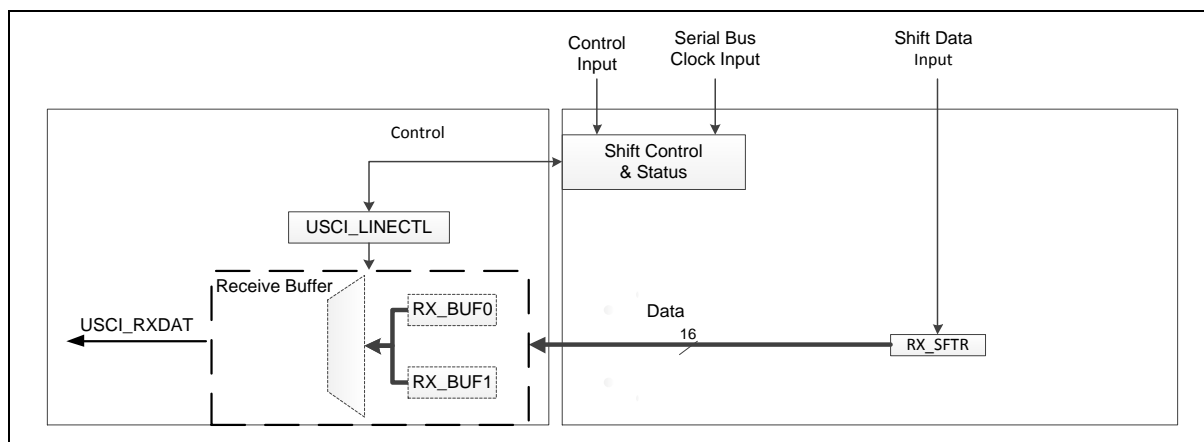 Control
Input
Serial Bus
Clock Input
Shift Data
Input
Control
Shift Control
& Status
USCI_LINECTL
Receive Buffer
USCI_RXDAT
RX_BUF0
RX_BUF1
Data
16
RX_SFTR